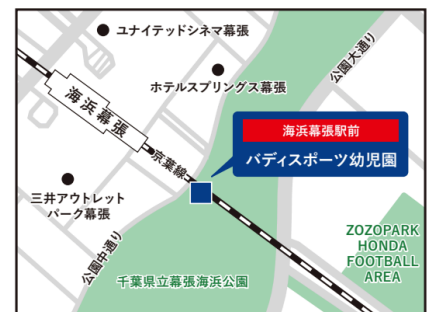 ユナイテッドシネマ幕張
公園大通り
ホテルスプリングス幕張
海浜幕張
海浜幕張駅前
バディスポーツ幼児園
京葉線
三井アウトレット
パーク幕張
ZOZOPARK
HONDA
FOOTBALL
AREA
公園中通り
千葉県立幕張海浜公園